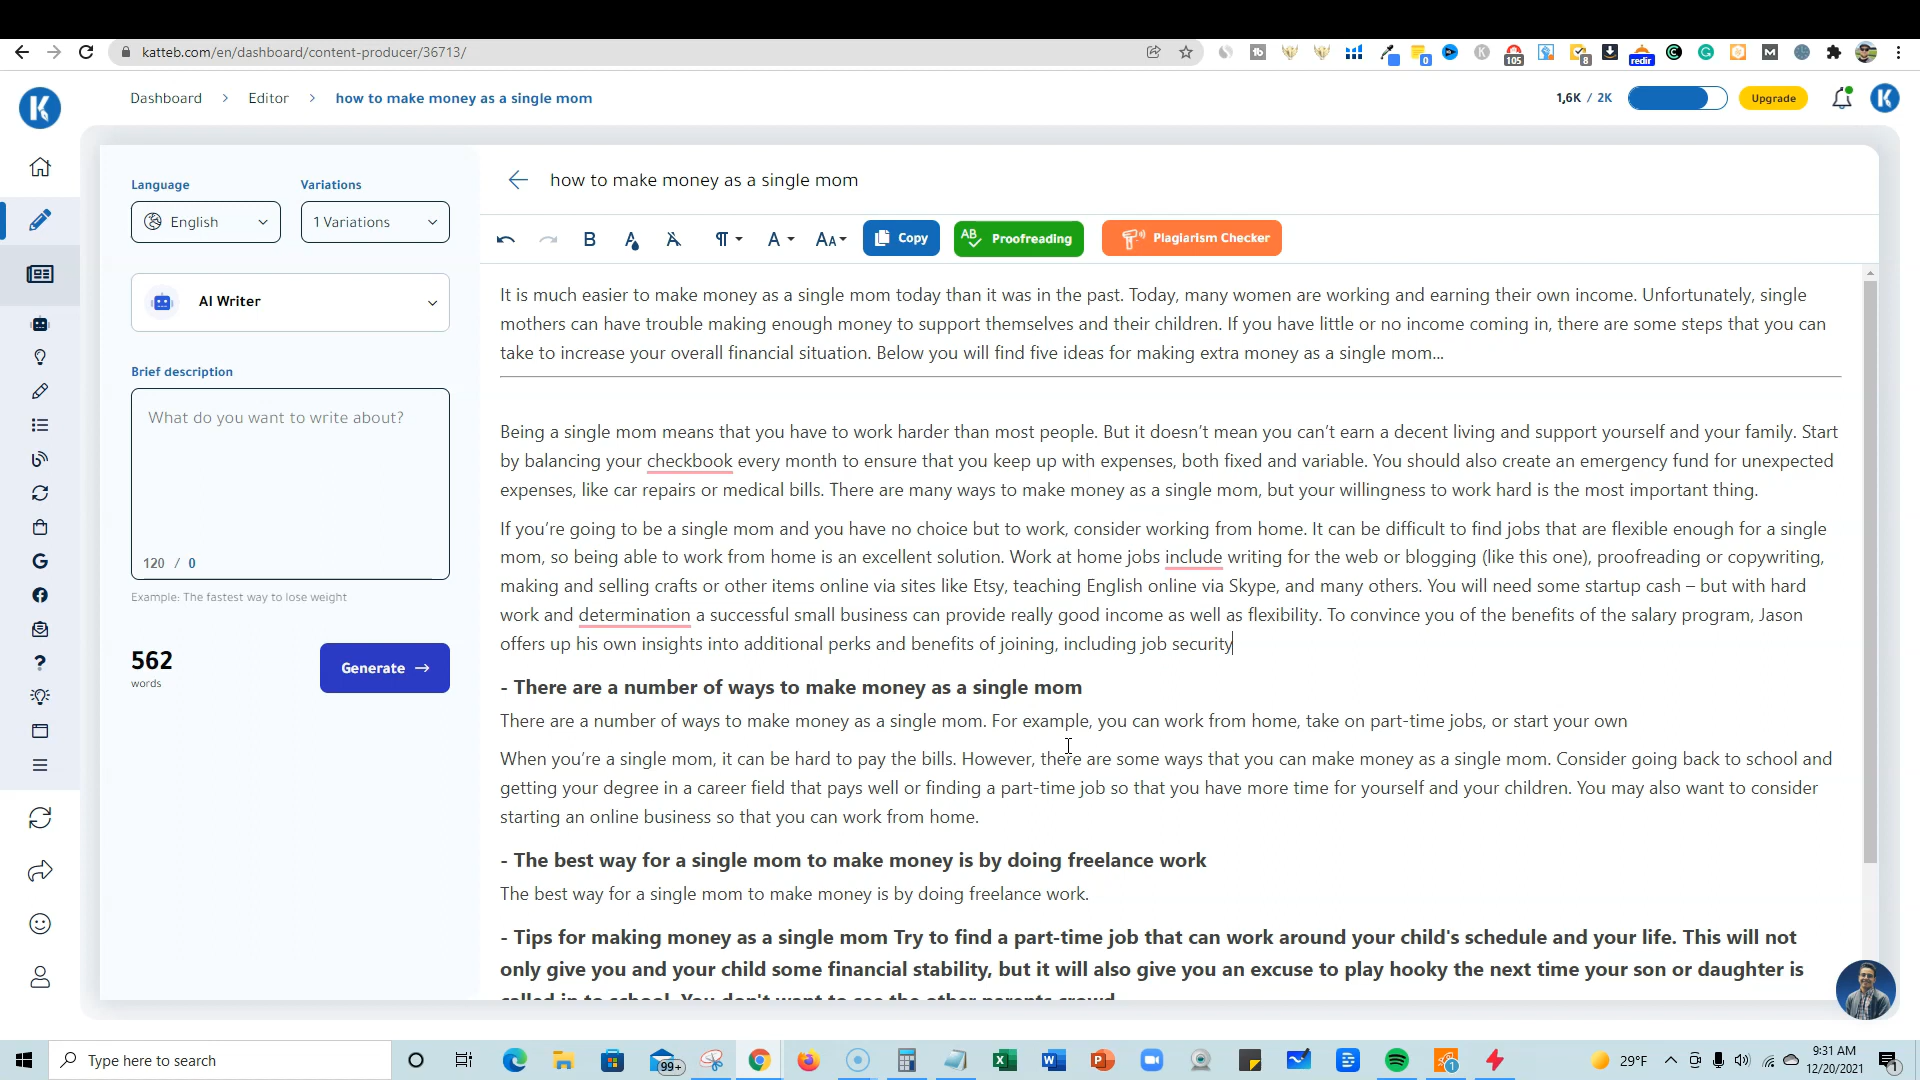 katteb.com/en/dashboard/content-producer/36713/
0
105
8
redir
Dashboard > Editor > how to make money as a single mom
1,6K / 2K
Upgrade
Language
Variations
English
1 Variations
AI Writer
Brief description
What do you want to write about?
120 / 0
Example: The fastest way to lose weight
562
words
Generate →
how to make money as a single mom
Copy
Proofreading
Plagiarism Checker
It is much easier to make money as a single mom today than it was in the past. Today, many women are working and earning their own income. Unfortunately, single
mothers can have trouble making enough money to support themselves and their children. If you have little or no income coming in, there are some steps that you can
take to increase your overall financial situation. Below you will find five ideas for making extra money as a single mom...
Being a single mom means that you have to work harder than most people. But it doesn’t mean you can’t earn a decent living and support yourself and your family. Start
by balancing your checkbook every month to ensure that you keep up with expenses, both fixed and variable. You should also create an emergency fund for unexpected
expenses, like car repairs or medical bills. There are many ways to make money as a single mom, but your willingness to work hard is the most important thing.
If you’re going to be a single mom and you have no choice but to work, consider working from home. It can be difficult to find jobs that are flexible enough for a single
mom, so being able to work from home is an excellent solution. Work at home jobs include writing for the web or blogging (like this one), proofreading or copywriting,
making and selling crafts or other items online via sites like Etsy, teaching English online via Skype, and many others. You will need some startup cash – but with hard
work and determination a successful small business can provide really good income as well as flexibility. To convince you of the benefits of the salary program, Jason
offers up his own insights into additional perks and benefits of joining, including job security
- There are a number of ways to make money as a single mom
There are a number of ways to make money as a single mom. For example, you can work from home, take on part-time jobs, or start your own
When you’re a single mom, it can be hard to pay the bills. However, there are some ways that you can make money as a single mom. Consider going back to school and
getting your degree in a career field that pays well or finding a part-time job so that you have more time for yourself and your children. You may also want to consider
starting an online business so that you can work from home.
- The best way for a single mom to make money is by doing freelance work
The best way for a single mom to make money is by doing freelance work.
- Tips for making money as a single mom Try to find a part-time job that can work around your child's schedule and your life. This will not
only give you and your child some financial stability, but it will also give you an excuse to play hooky the next time your son or daughter is
called in to school. You don't want to see the other parents crowd
Type here to search
99+
1
29°F
9:31 AM
12/20/2021
1